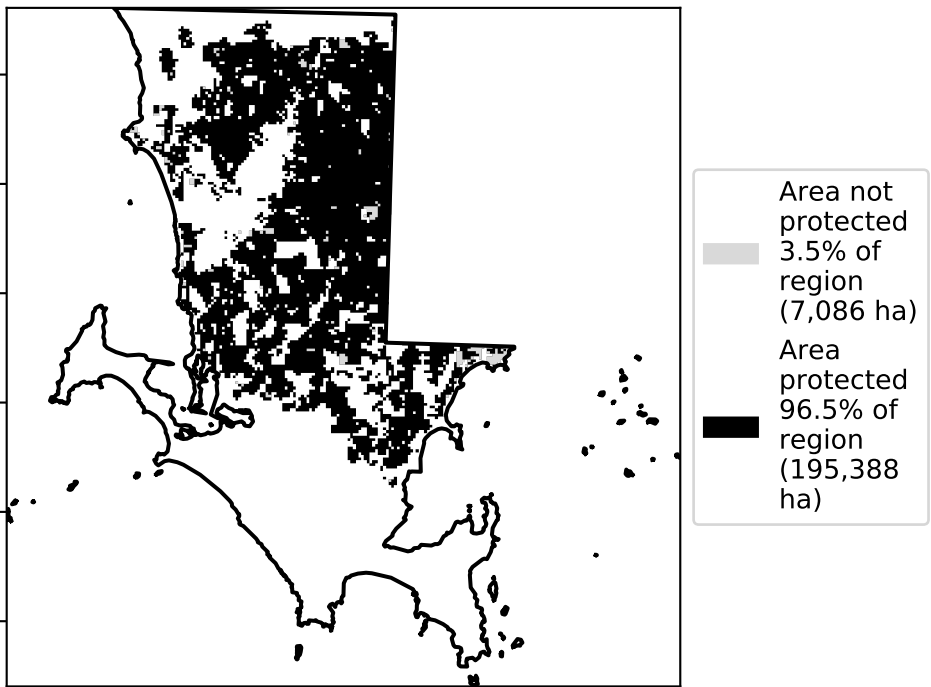 Area not
protected
3.5% of
region
(7,086 ha)
Area
protected
96.5% of
region
(195,388
ha)